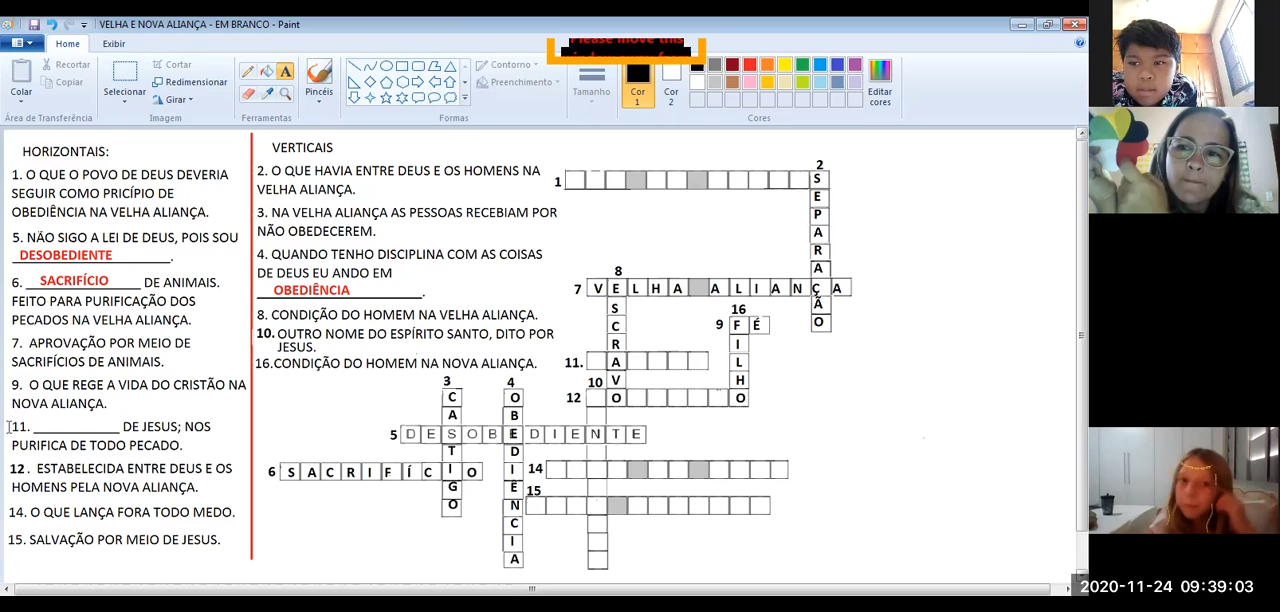 VELHA E NOVA ALIANÇA - EM BRANCO - Paint
Please move this
Home Exibir
Colar
Recortar
Copiar
Área de Transferência
Selecionar
Cortar
Redimensionar
Girar
Imagem
Ferramentas
Pincéis
Contorno
Preenchimento
Formas
Tamanho
Cor 1
Cor 2
Editar cores
Cores
HORIZONTAIS:
1. O QUE O POVO DE DEUS DEVERIA
SEGUIR COMO PRICÍPIO DE
OBEDIÊNCIA NA VELHA ALIANÇA.
5. NÃO SIGO A LEI DE DEUS, POIS SOU
DESOBEDIENTE.
6. SACRIFÍCIO DE ANIMAIS.
FEITO PARA PURIFICAÇÃO DOS
PECADOS NA VELHA ALIANÇA.
7. APROVAÇÃO POR MEIO DE
SACRIFÍCIOS DE ANIMAIS.
9. O QUE REGE A VIDA DO CRISTÃO NA
NOVA ALIANÇA.
11. ______________ DE JESUS; NOS
PURIFICA DE TODO PECADO.
12. ESTABELECIDA ENTRE DEUS E OS
HOMENS PELA NOVA ALIANÇA.
14. O QUE LANÇA FORA TODO MEDO.
15. SALVAÇÃO POR MEIO DE JESUS.
VERTICAIS
2. O QUE HAVIA ENTRE DEUS E OS HOMENS NA
VELHA ALIANÇA.
3. NA VELHA ALIANÇA AS PESSOAS RECEBIAM POR
NÃO OBEDECEREM.
4. QUANDO TENHO DISCIPLINA COM AS COISAS
DE DEUS EU ANDO EM
OBEDIÊNCIA.
8. CONDIÇÃO DO HOMEM NA VELHA ALIANÇA.
10. OUTRO NOME DO ESPÍRITO SANTO, DITO POR
JESUS.
16.CONDIÇÃO DO HOMEM NA NOVA ALIANÇA.
1
2 SEPARAÇÃO
7 VELHA ALIANÇA
8 ESCRAVO
16 FILHO
9 FÉ
11.
10
12
3 CASTIGO
4 OBEDIÊNCIA
5 DESOBEDIENTE
6 SACRIFÍCIO
14
15
2020-11-24 09:39:03